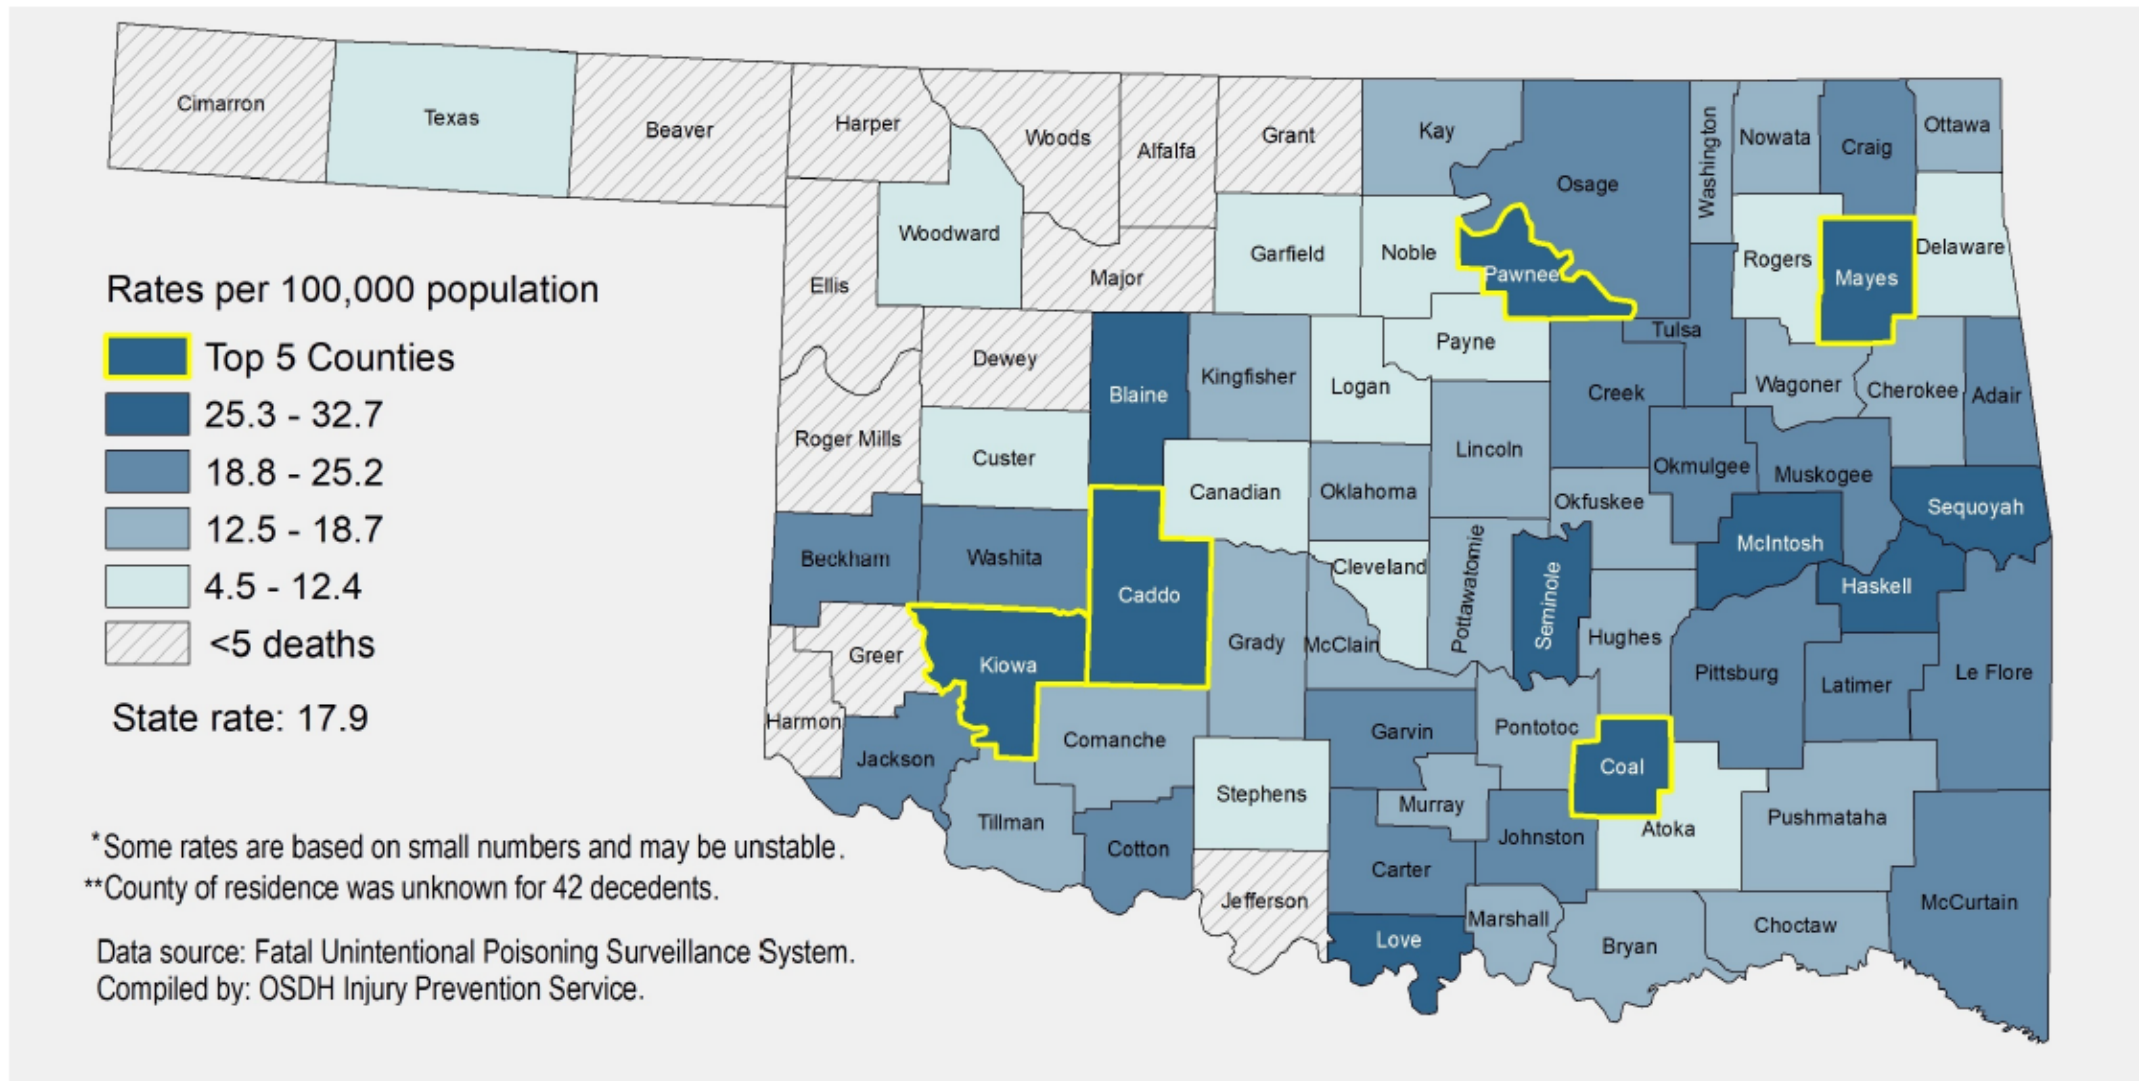 Cimarron
Texas
Beaver
Harper
Woods
Alfalfa
Grant
Kay
Osage
Washington
Nowata
Craig
Ottawa
Woodward
Ellis
Major
Garfield
Noble
Pawnee
Rogers
Mayes
Delaware
Dewey
Blaine
Kingfisher
Logan
Payne
Tulsa
Creek
Wagoner
Cherokee
Adair
Roger Mills
Custer
Canadian
Oklahoma
Lincoln
Okfuskee
Okmulgee
Muskogee
Sequoyah
Beckham
Washita
Caddo
Cleveland
Pottawatomie
Seminole
McIntosh
Haskell
Greer
Kiowa
Grady
McClain
Hughes
Pittsburg
Latimer
Le Flore
Harmon
Jackson
Comanche
Garvin
Pontotoc
Coal
Tillman
Cotton
Stephens
Murray
Johnston
Atoka
Pushmataha
Jefferson
Carter
Love
Marshall
Bryan
Choctaw
McCurtain
Rates per 100,000 population
Top 5 Counties
25.3 - 32.7
18.8 - 25.2
12.5 - 18.7
4.5 - 12.4
<5 deaths
State rate: 17.9
*Some rates are based on small numbers and may be unstable.
**County of residence was unknown for 42 decedents.
Data source: Fatal Unintentional Poisoning Surveillance System.
Compiled by: OSDH Injury Prevention Service.